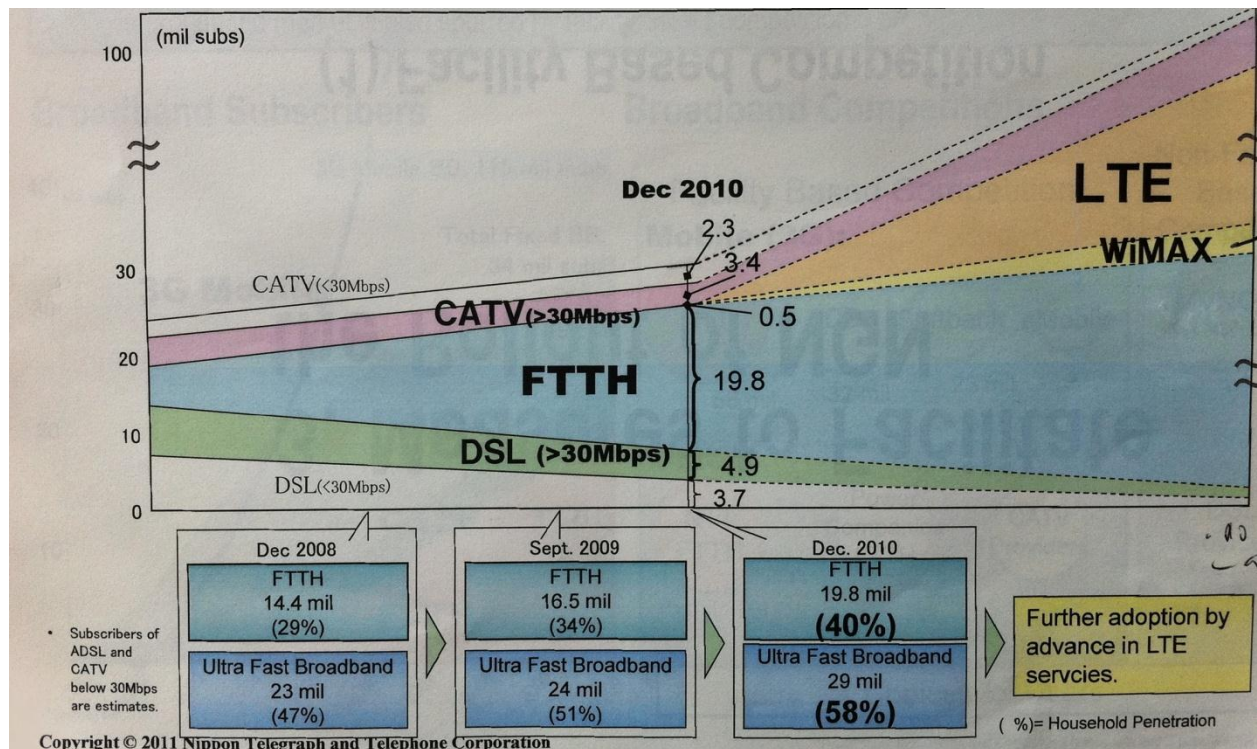 (mil subs)
100
30
20
10
0
Dec 2010
2.3
3.4
0.5
19.8
4.9
3.7
CATV(<30Mbps)
CATV(>30Mbps)
FTTH
DSL (>30Mbps)
DSL(<30Mbps)
LTE
WiMAX
Dec 2008
FTTH
14.4 mil
(29%)
Ultra Fast Broadband
23 mil
(47%)
Sept. 2009
FTTH
16.5 mil
(34%)
Ultra Fast Broadband
24 mil
(51%)
Dec. 2010
FTTH
19.8 mil
(40%)
Ultra Fast Broadband
29 mil
(58%)
Further adoption by
advance in LTE
servcies.
• Subscribers of
ADSL and
CATV
below 30Mbps
are estimates.
( %)= Household Penetration
Copyright © 2011 Nippon Telegraph and Telephone Corporation